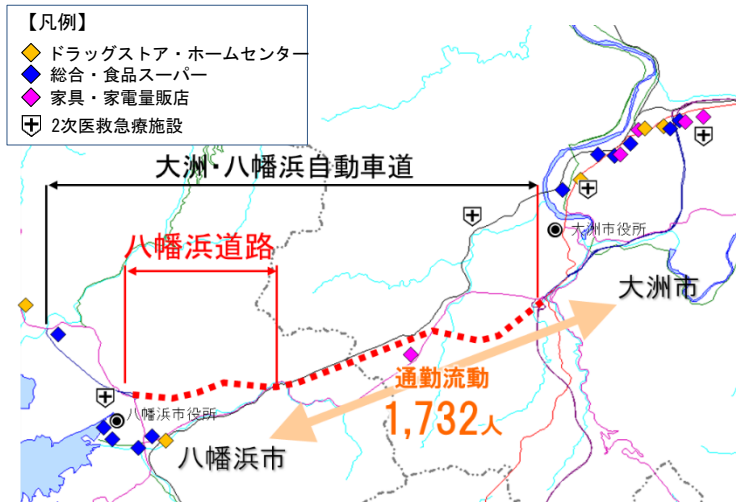 【凡例】
ドラッグストア・ホームセンター
総合・食品スーパー
家具・家電量販店
2次医救急療施設
大洲・八幡浜自動車道
八幡浜道路
大洲市役所
大洲市
通勤流動
1,732人
八幡浜市役所
八幡浜市